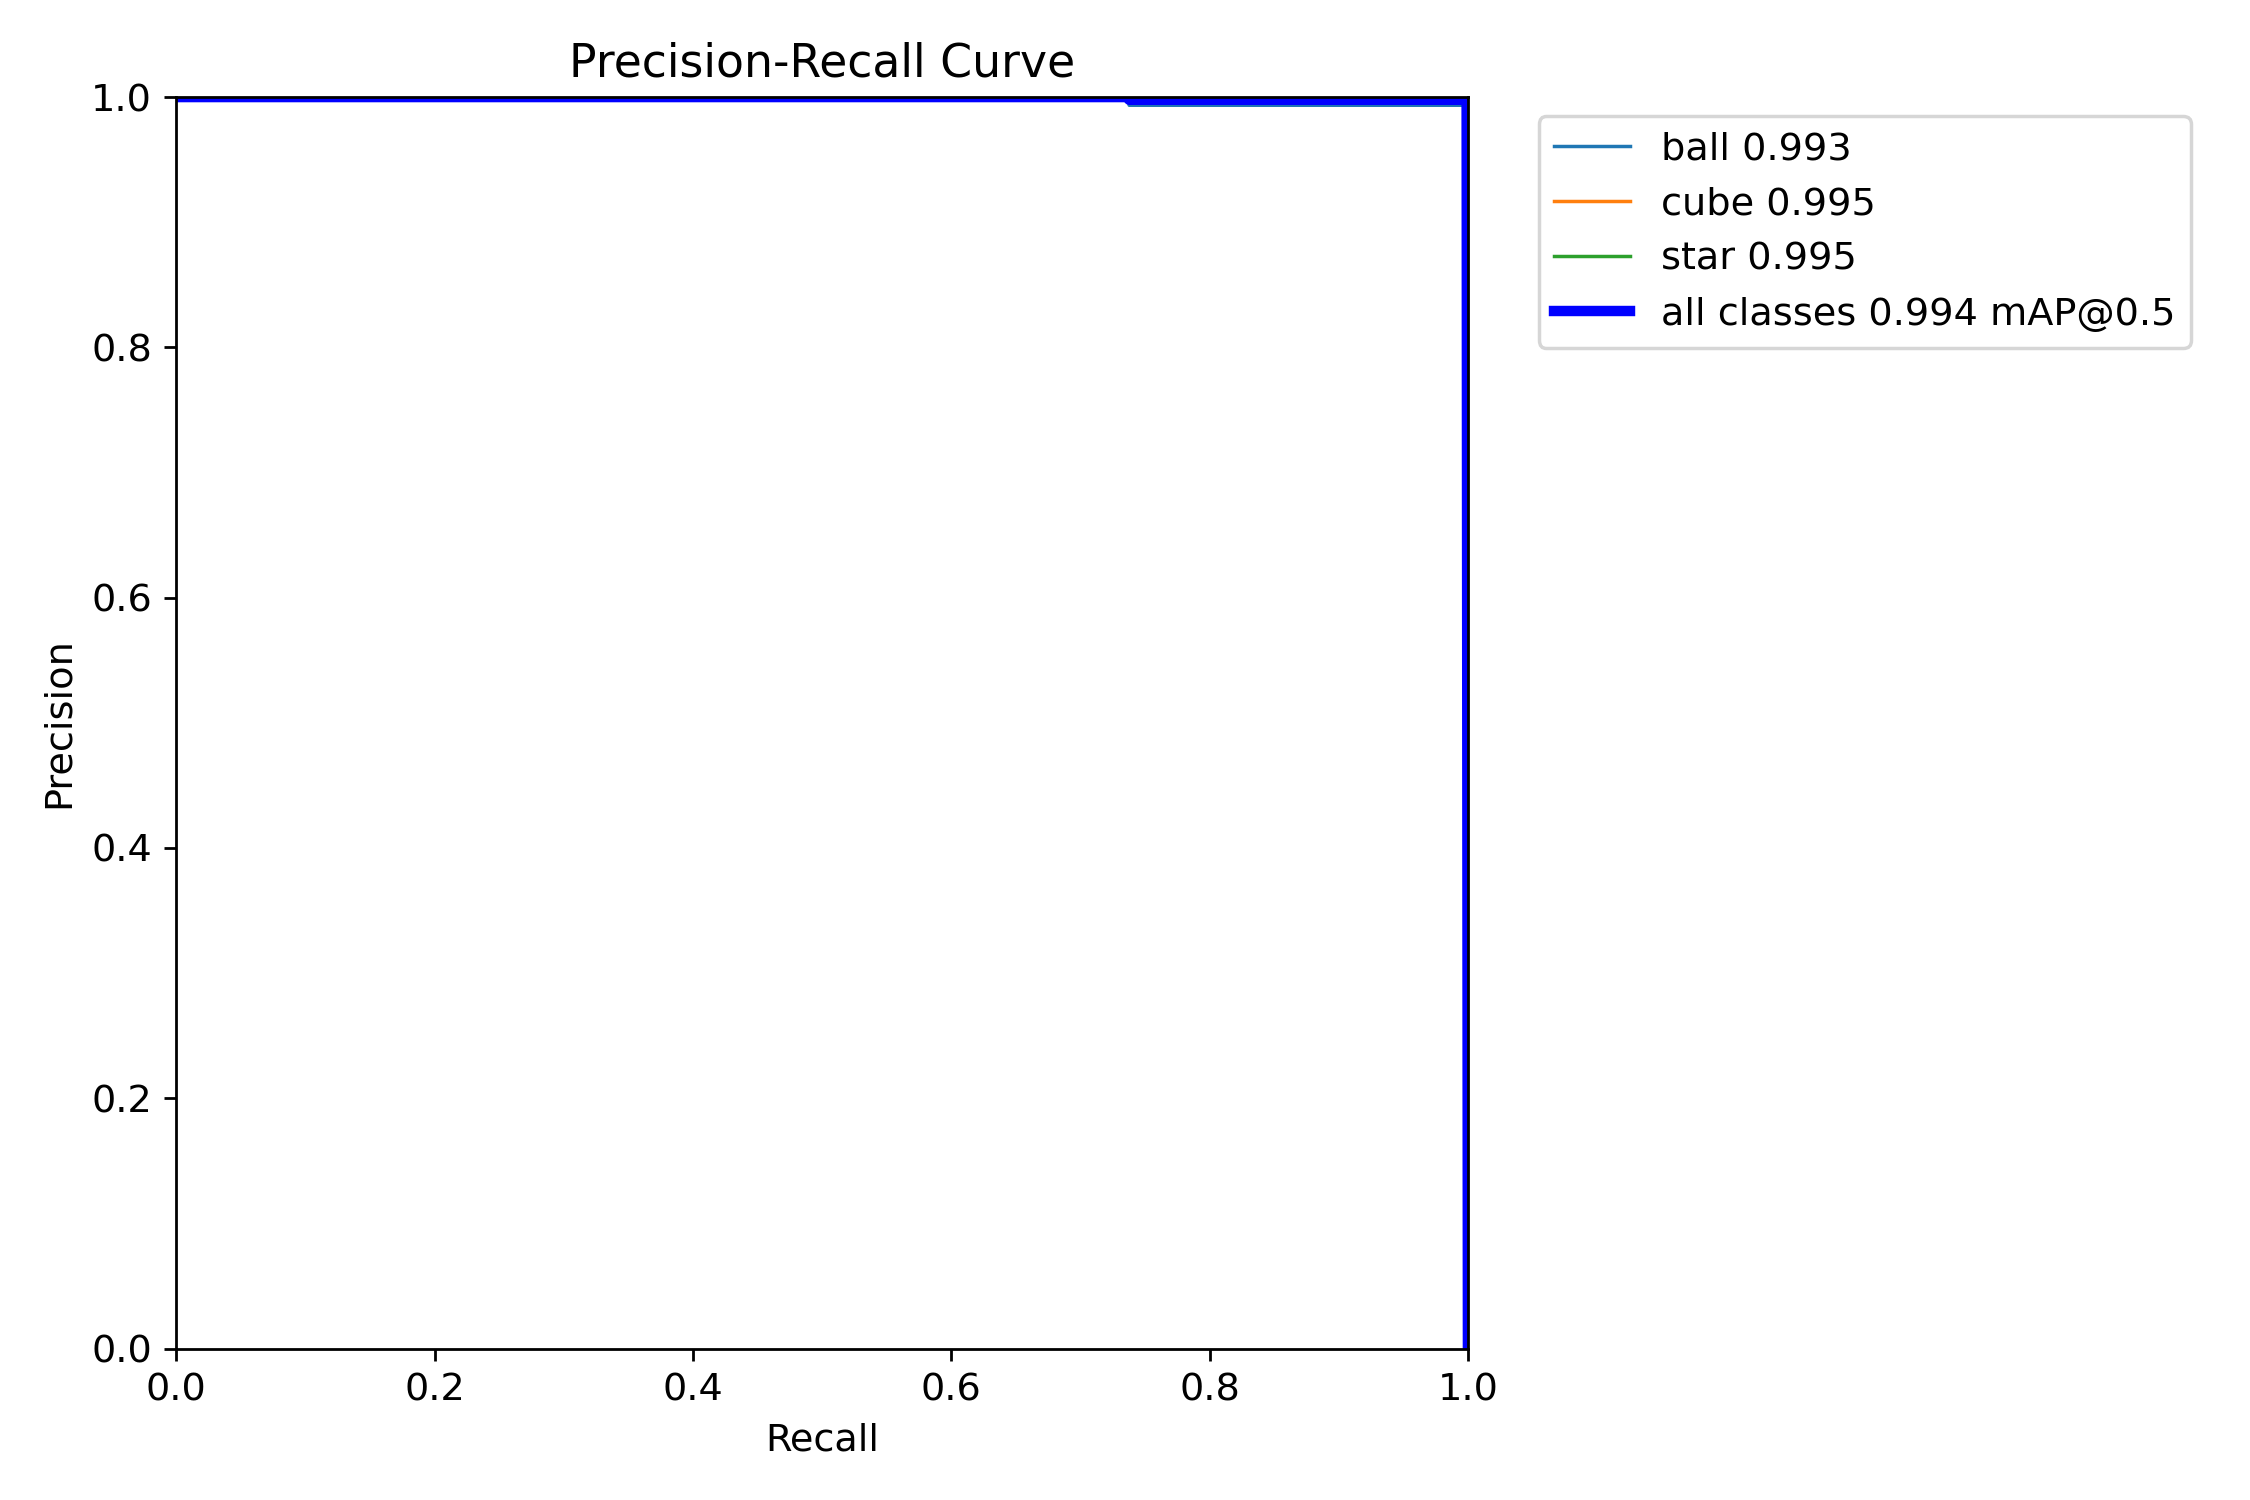 Precision-Recall Curve
1.0
0.8
0.6
0.4
0.2
0.0
Precision
0.0 0.2 0.4 0.6 0.8 1.0
Recall
ball 0.993
cube 0.995
star 0.995
all classes 0.994 mAP@0.5